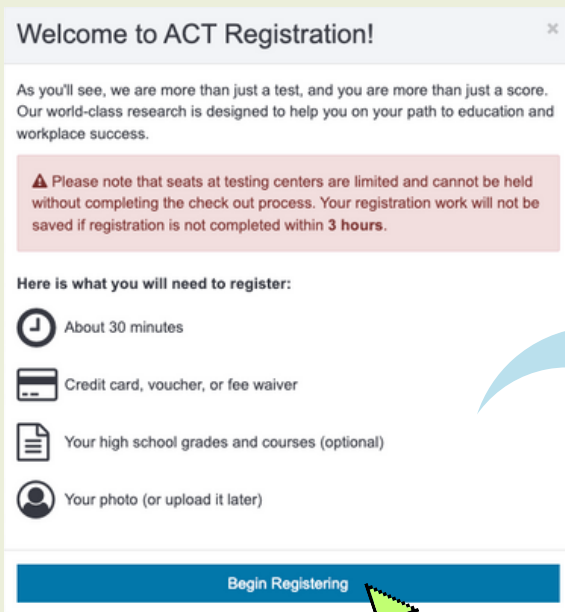 Welcome to ACT Registration!
×
As you'll see, we are more than just a test, and you are more than just a score.
Our world-class research is designed to help you on your path to education and
workplace success.
Please note that seats at testing centers are limited and cannot be held
without completing the check out process. Your registration work will not be
saved if registration is not completed within 3 hours.
Here is what you will need to register:
About 30 minutes
Credit card, voucher, or fee waiver
Your high school grades and courses (optional)
Your photo (or upload it later)
Begin Registering